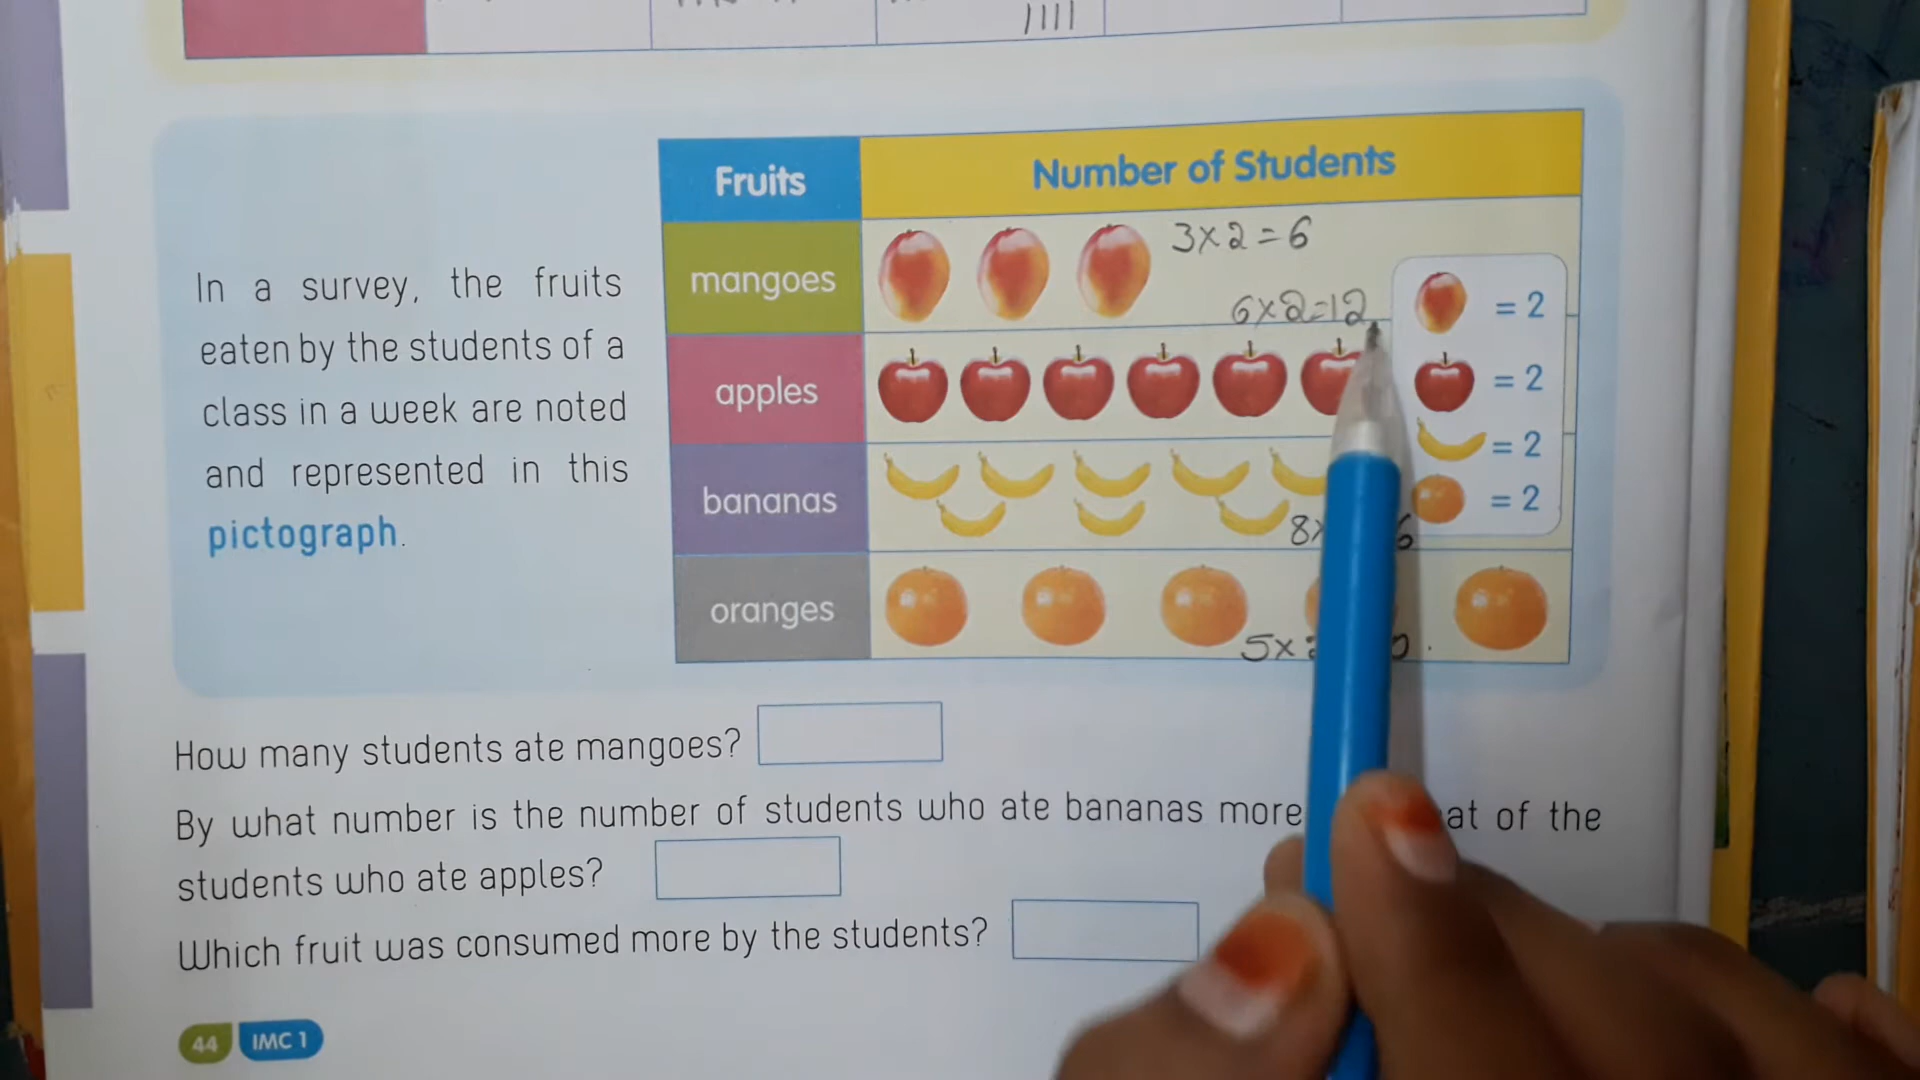 In a survey, the fruits
eaten by the students of a
class in a week are noted
and represented in this
pictograph.
Fruits Number of Students
mangoes 3×2=6
6×2=12
= 2
apples
= 2
bananas
= 2
= 2
oranges
How many students ate mangoes?
By what number is the number of students who ate bananas more of the
students who ate apples?
Which fruit was consumed more by the students?
44 IMC 1